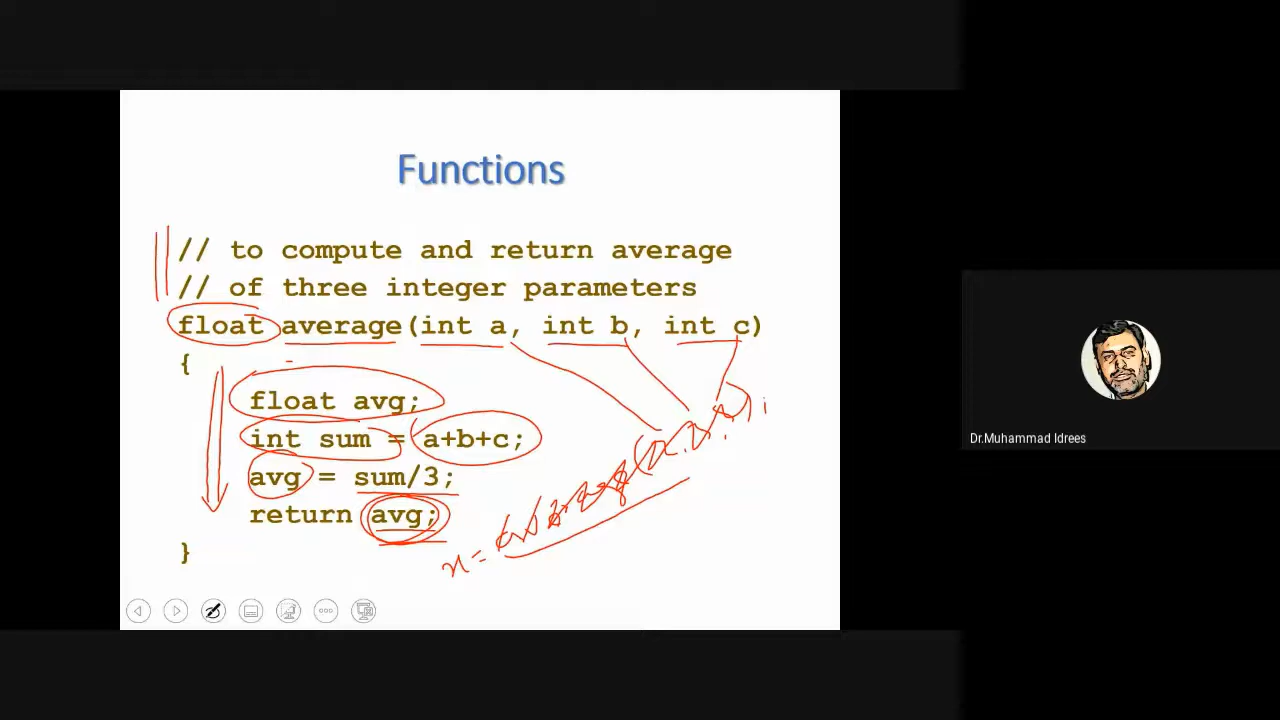 Functions
// to compute and return average
// of three integer parameters
float average(int a, int b, int c)
{
float avg;
int sum = a+b+c;
avg = sum/3;
return avg;
}
x =
Dr.Muhammad Idrees